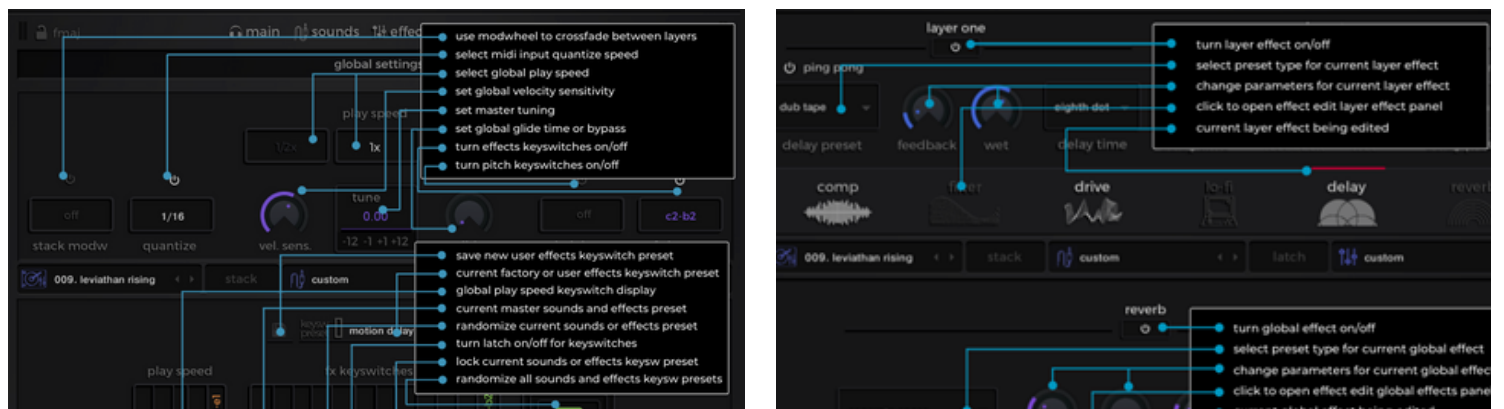 fmaj
main sounds effec
use modwheel to crossfade between layers
select midi input quantize speed
select global play speed
set global velocity sensitivity
set master tuning
set global glide time or bypass
turn effects keyswitches on/off
turn pitch keyswitches on/off
global settings
play speed
1/2x 1x
tune
off 1/16 0.00 off c2-b2
-12 -1 +1 +12
stack modw quantize vel. sens.
save new user effects keyswitch preset
current factory or user effects keyswitch preset
global play speed keyswitch display
current master sounds and effects preset
randomize current sounds or effects preset
turn latch on/off for keyswitches
lock current sounds or effects keysw preset
randomize all sounds and effects keysw presets
009. leviathan rising stack custom
keysw
preset motion delay
play speed fx keyswitches
layer one
turn layer effect on/off
select preset type for current layer effect
change parameters for current layer effect
click to open effect edit layer effect panel
current layer effect being edited
ping pong
dub tape eighth dot
delay preset feedback wet delay time
comp filter drive lo-fi delay reverb
009. leviathan rising stack custom latch custom
reverb
turn global effect on/off
select preset type for current global effect
change parameters for current global effec
click to open effect edit global effects pane
current global effect being edited